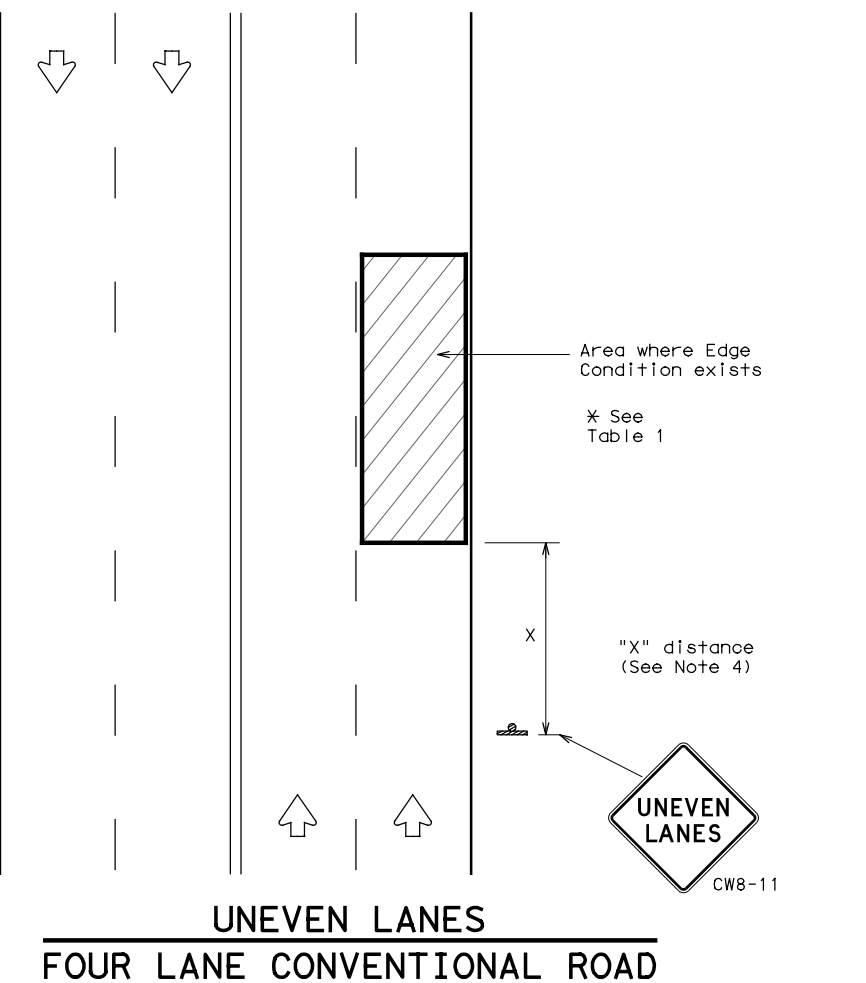 Area where Edge
Condition exists
* See
Table 1
X
"X" distance
(See Note 4)
UNEVEN
LANES
CW8-11
UNEVEN LANES
FOUR LANE CONVENTIONAL ROAD